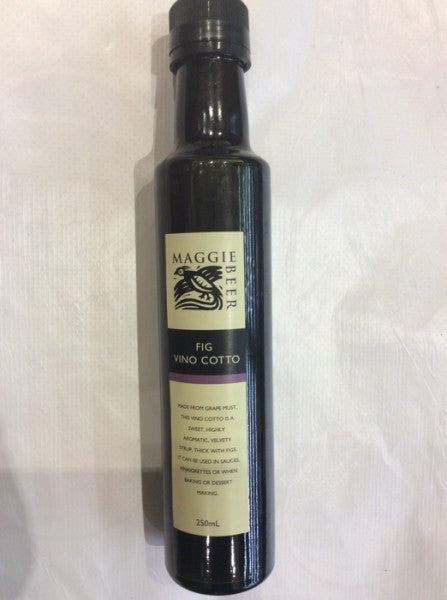 MAGGIE
BEER
FIG
VINO COTTO
MADE FROM GRAPE MUST,
THIS VINO COTTO IS A
SWEET, HIGHLY
AROMATIC, VELVETY
SYRUP, THICK WITH FIGS.
IT CAN BE USED IN SAUCES,
VINAIGRETTES OR WHEN
BAKING OR DESSERT
MAKING.
250mL